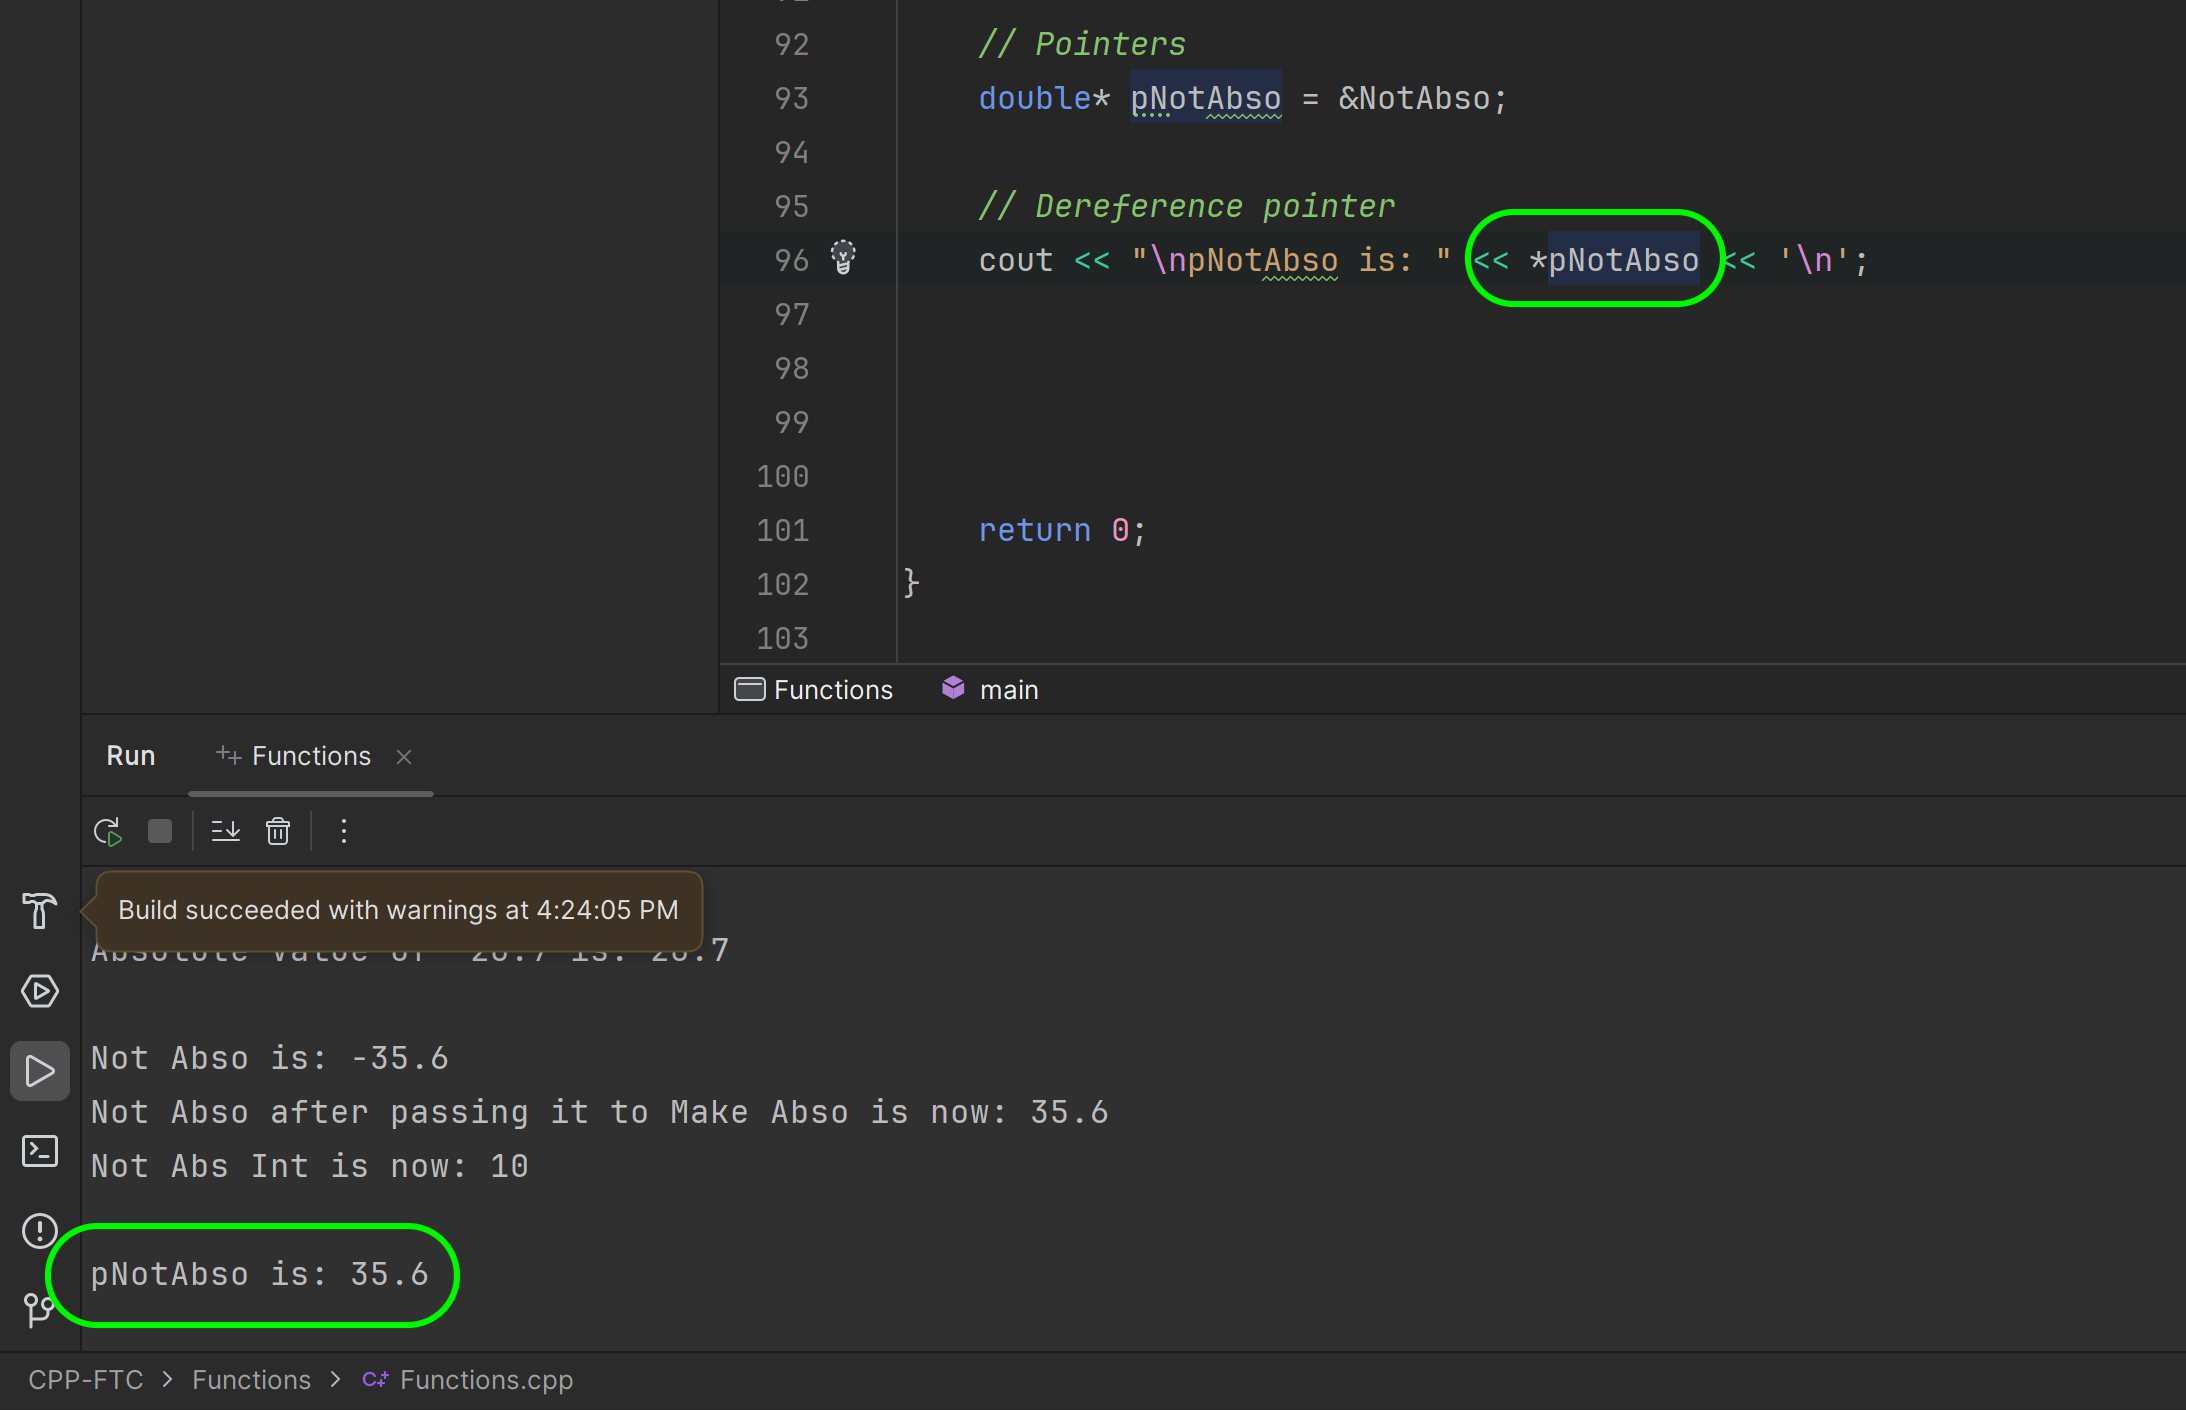 92 // Pointers
93 double* pNotAbso = &NotAbso;
94
95 // Dereference pointer
96 cout << "\npNotAbso is: " << *pNotAbso << '\n';
97
98
99
100
101 return 0;
102 }
103
Functions main
Run Functions
Build succeeded with warnings at 4:24:05 PM
Not Abso is: -35.6
Not Abso after passing it to Make Abso is now: 35.6
Not Abs Int is now: 10
pNotAbso is: 35.6
CPP-FTC > Functions > C++ Functions.cpp